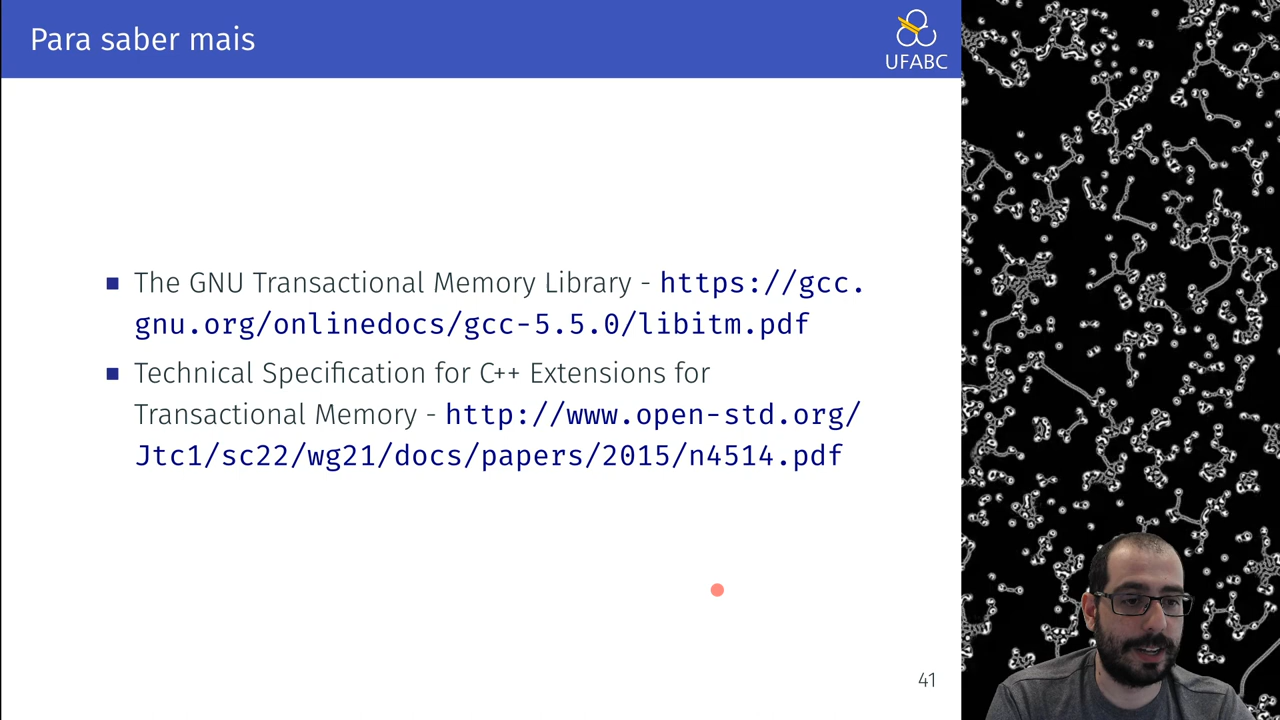 Para saber mais
UFABC
The GNU Transactional Memory Library - https://gcc.
gnu.org/onlinedocs/gcc-5.5.0/libitm.pdf
Technical Specification for C++ Extensions for
Transactional Memory - http://www.open-std.org/
Jtc1/sc22/wg21/docs/papers/2015/n4514.pdf
41